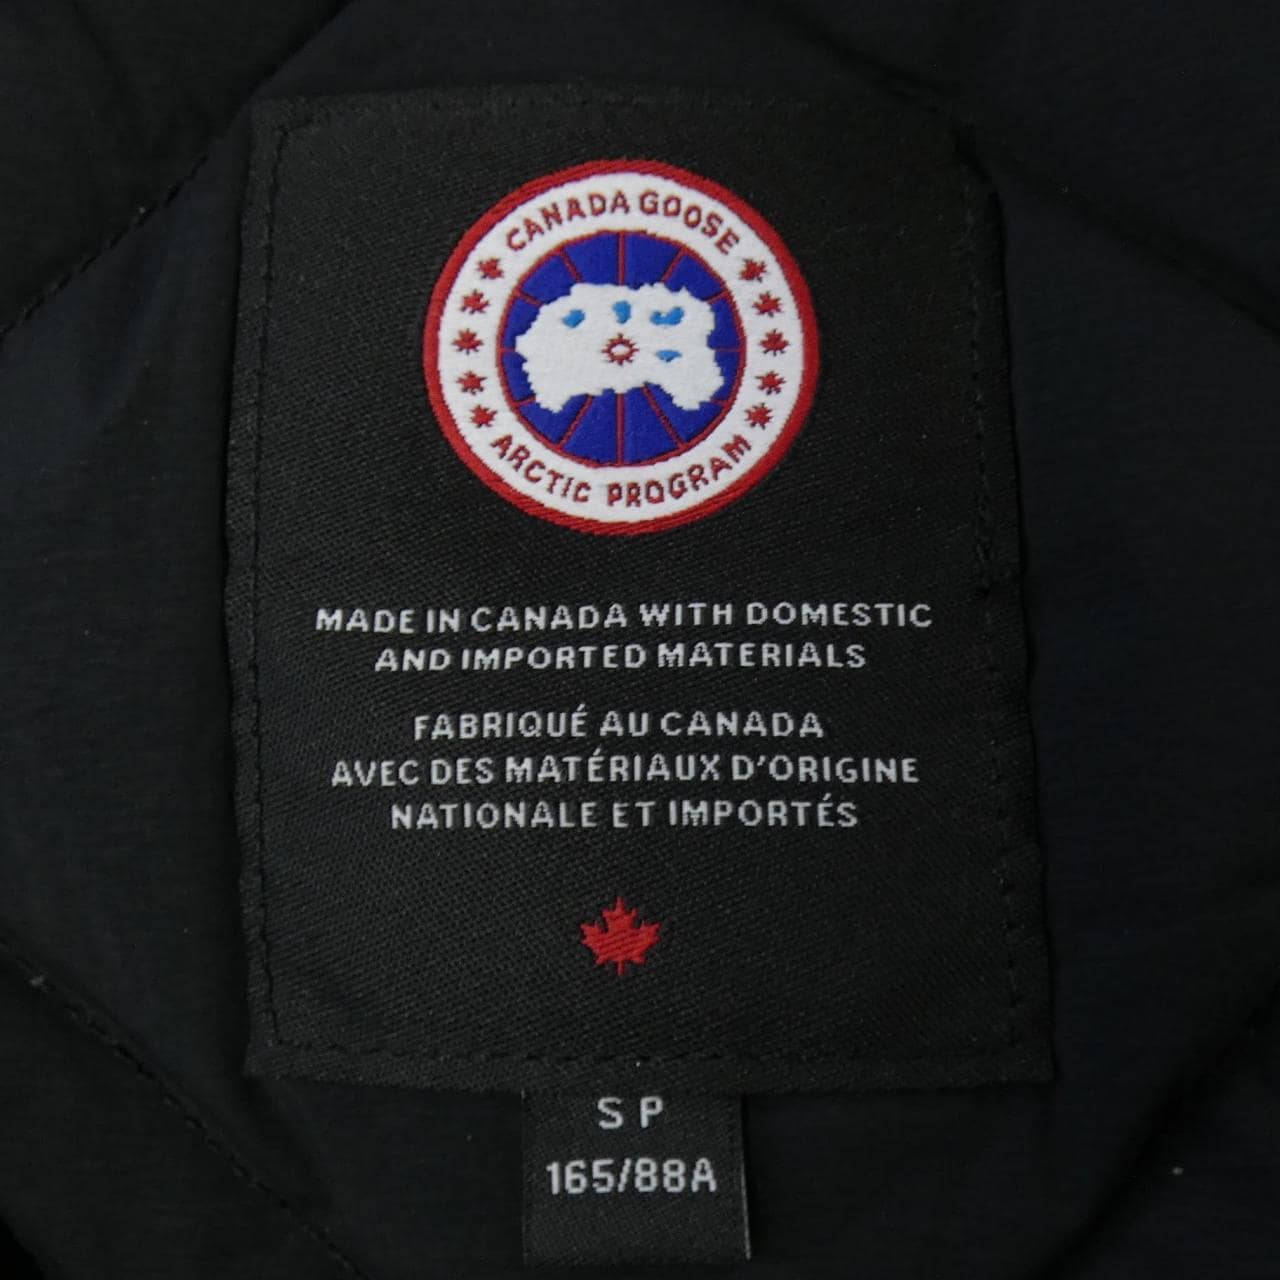 CANADA GOOSE
ARCTIC PROGRAM
MADE IN CANADA WITH DOMESTIC
AND IMPORTED MATERIALS
FABRIQUÉ AU CANADA
AVEC DES MATÉRIAUX D'ORIGINE
NATIONALE ET IMPORTÉS
S P
165/88A